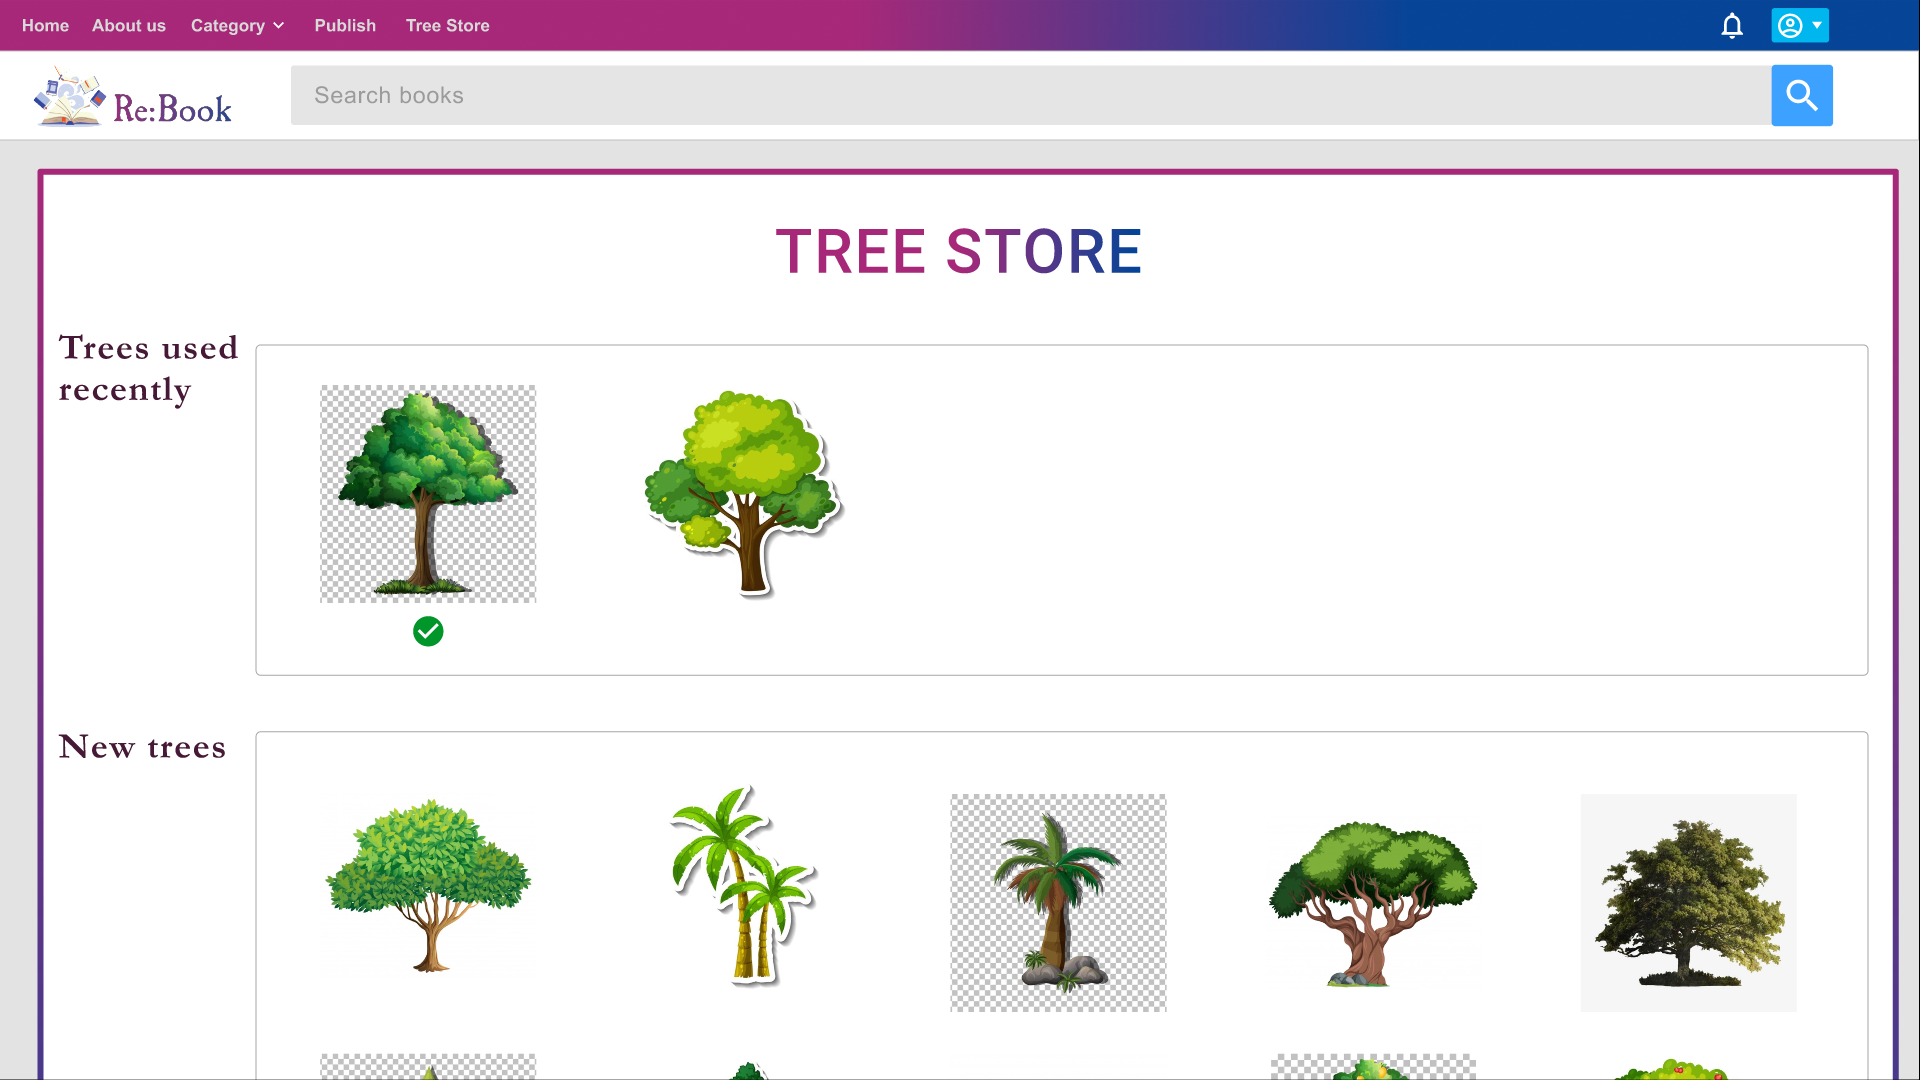 Home About us Category Publish Tree Store
Re:Book
Search books
TREE STORE
Trees used
recently
New trees